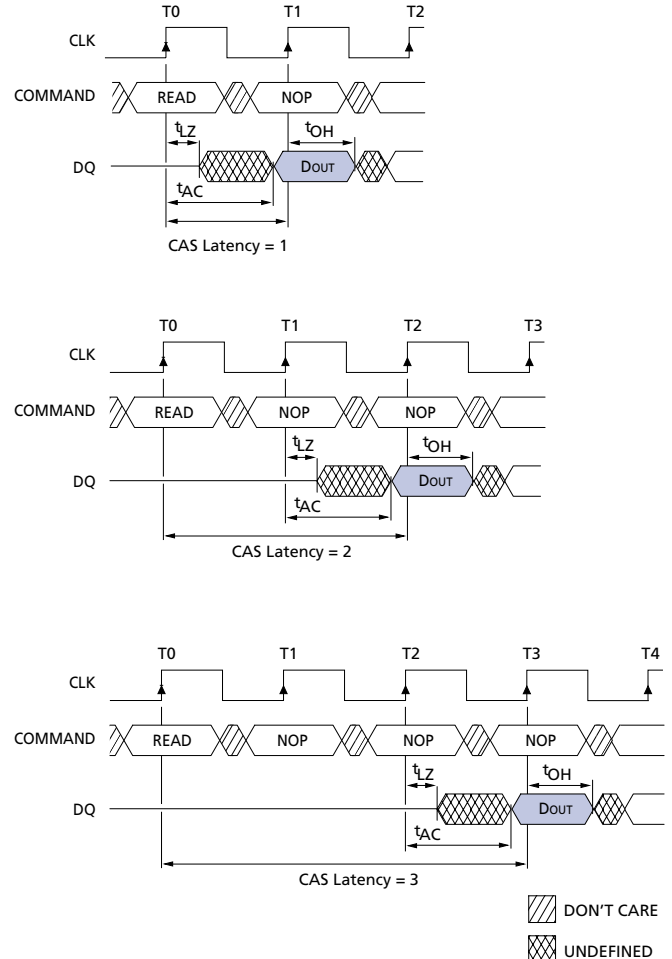 T0 T1 T2
CLK
COMMAND READ NOP
tLZ tOH
DQ DOUT
tAC
CAS Latency = 1
T0 T1 T2 T3
CLK
COMMAND READ NOP NOP
tLZ tOH
DQ DOUT
tAC
CAS Latency = 2
T0 T1 T2 T3 T4
CLK
COMMAND READ NOP NOP NOP
tLZ tOH
DQ DOUT
tAC
CAS Latency = 3
DON'T CARE
UNDEFINED